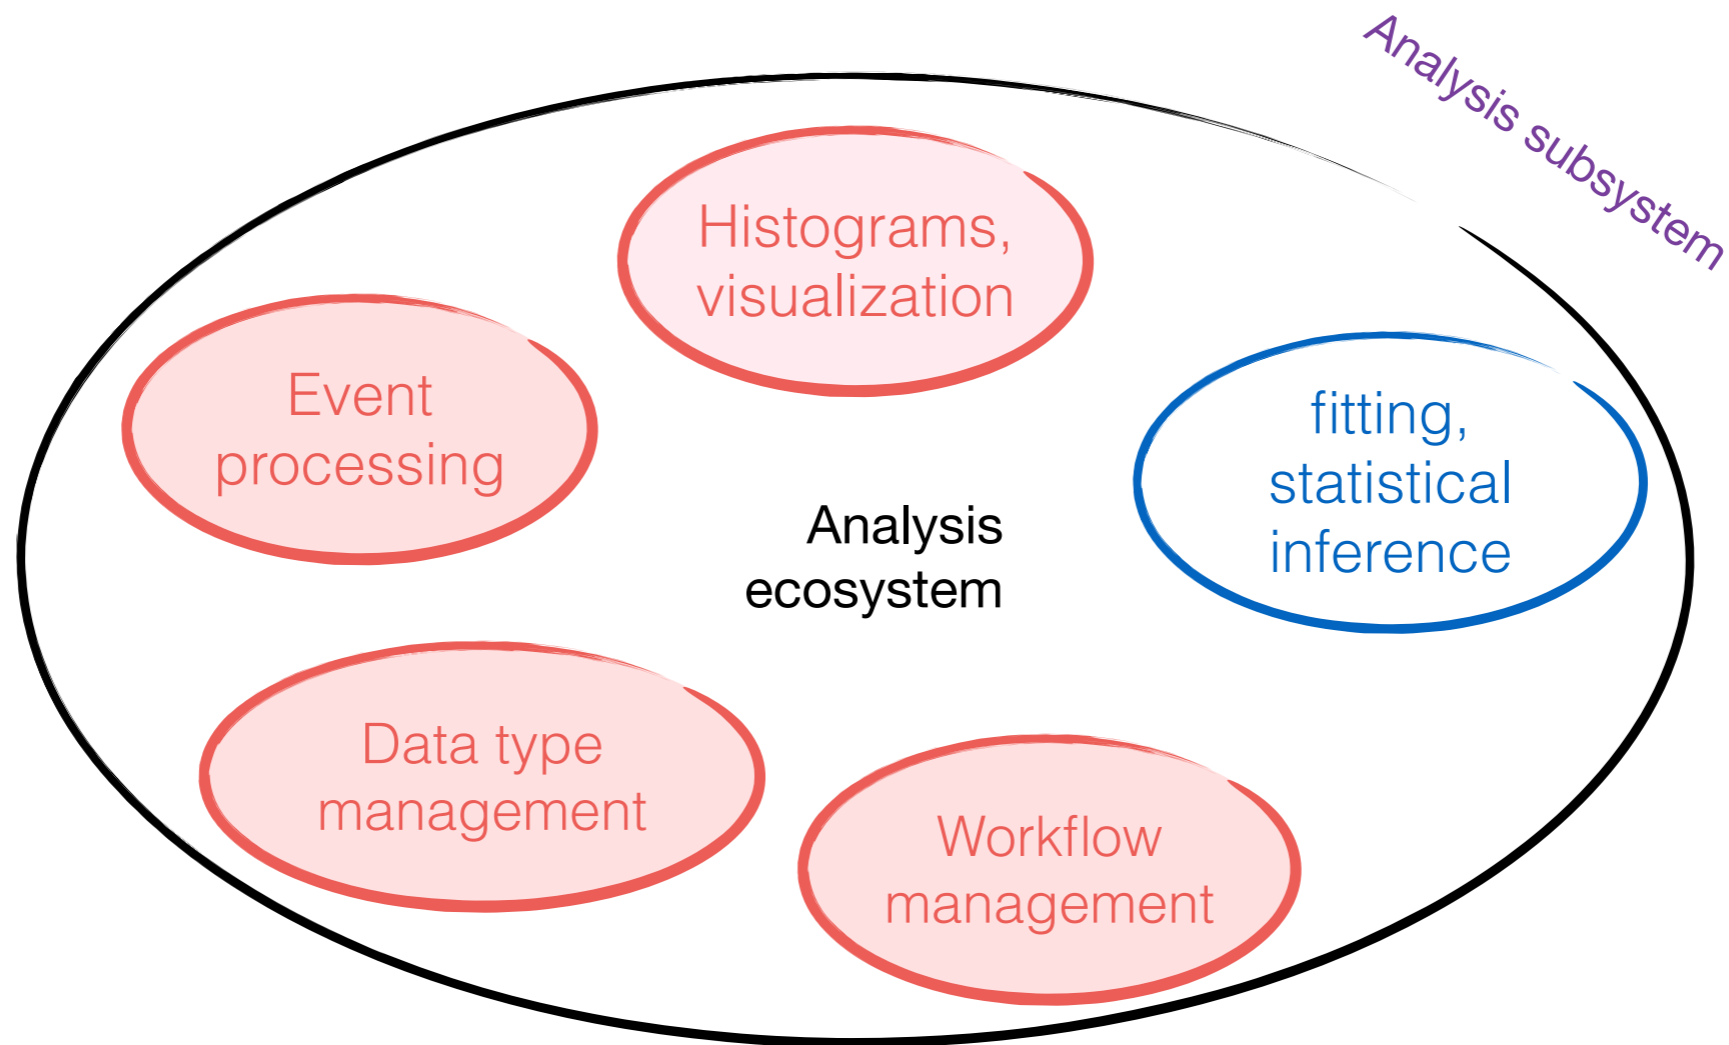 Analysis subsystem
Histograms,
visualization
Event
processing
fitting,
statistical
inference
Analysis
ecosystem
Data type
management
Workflow
management